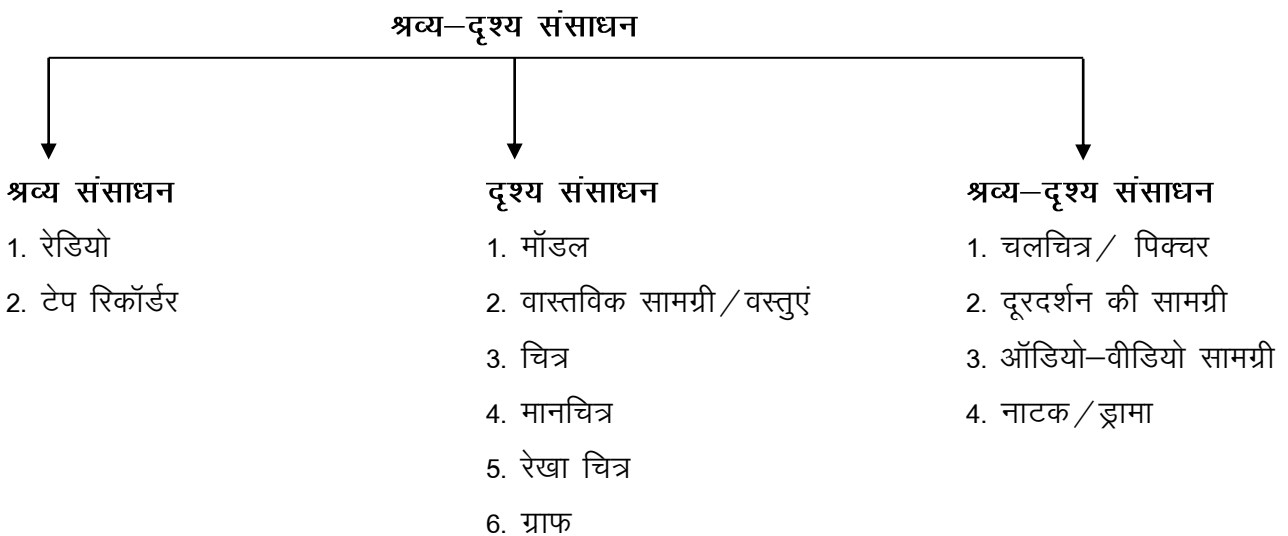 श्रव्य–दृश्य संसाधन
श्रव्य संसाधन
1. रेडियो
2. टेप रिकॉर्डर
दृश्य संसाधन
1. मॉडल
2. वास्तविक सामग्री / वस्तुएं
3. चित्र
4. मानचित्र
5. रेखा चित्र
6. ग्राफ
श्रव्य–दृश्य संसाधन
1. चलचित्र / पिक्चर
2. दूरदर्शन की सामग्री
3. ऑडियो–वीडियो सामग्री
4. नाटक / ड्रामा